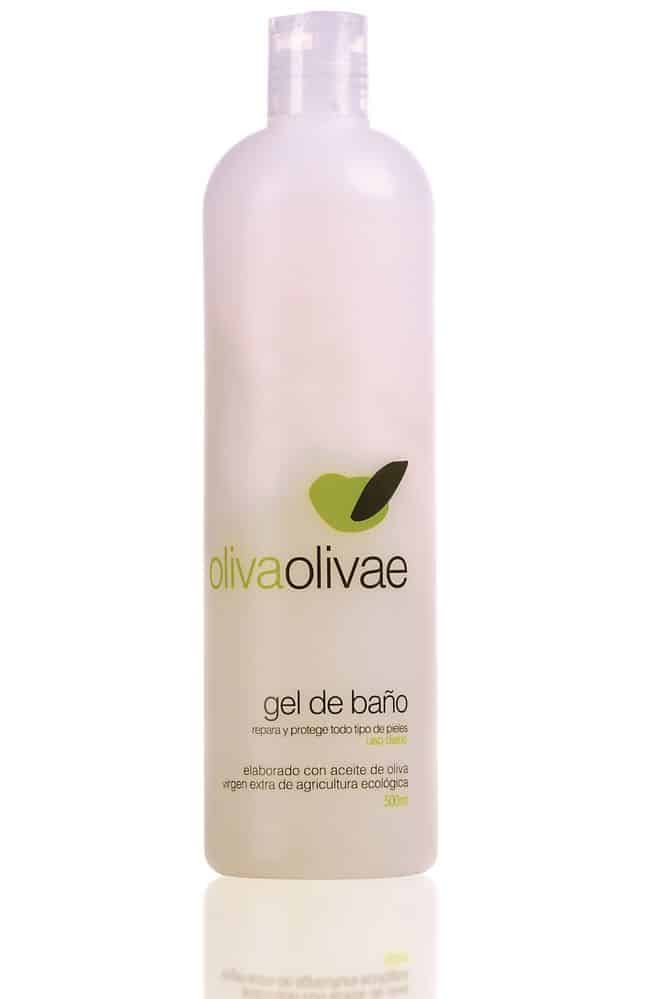 olivaolivae
gel de baño
repara y protege todo tipo de pieles
uso diario
elaborado con aceite de oliva
virgen extra de agricultura ecológica
500ml